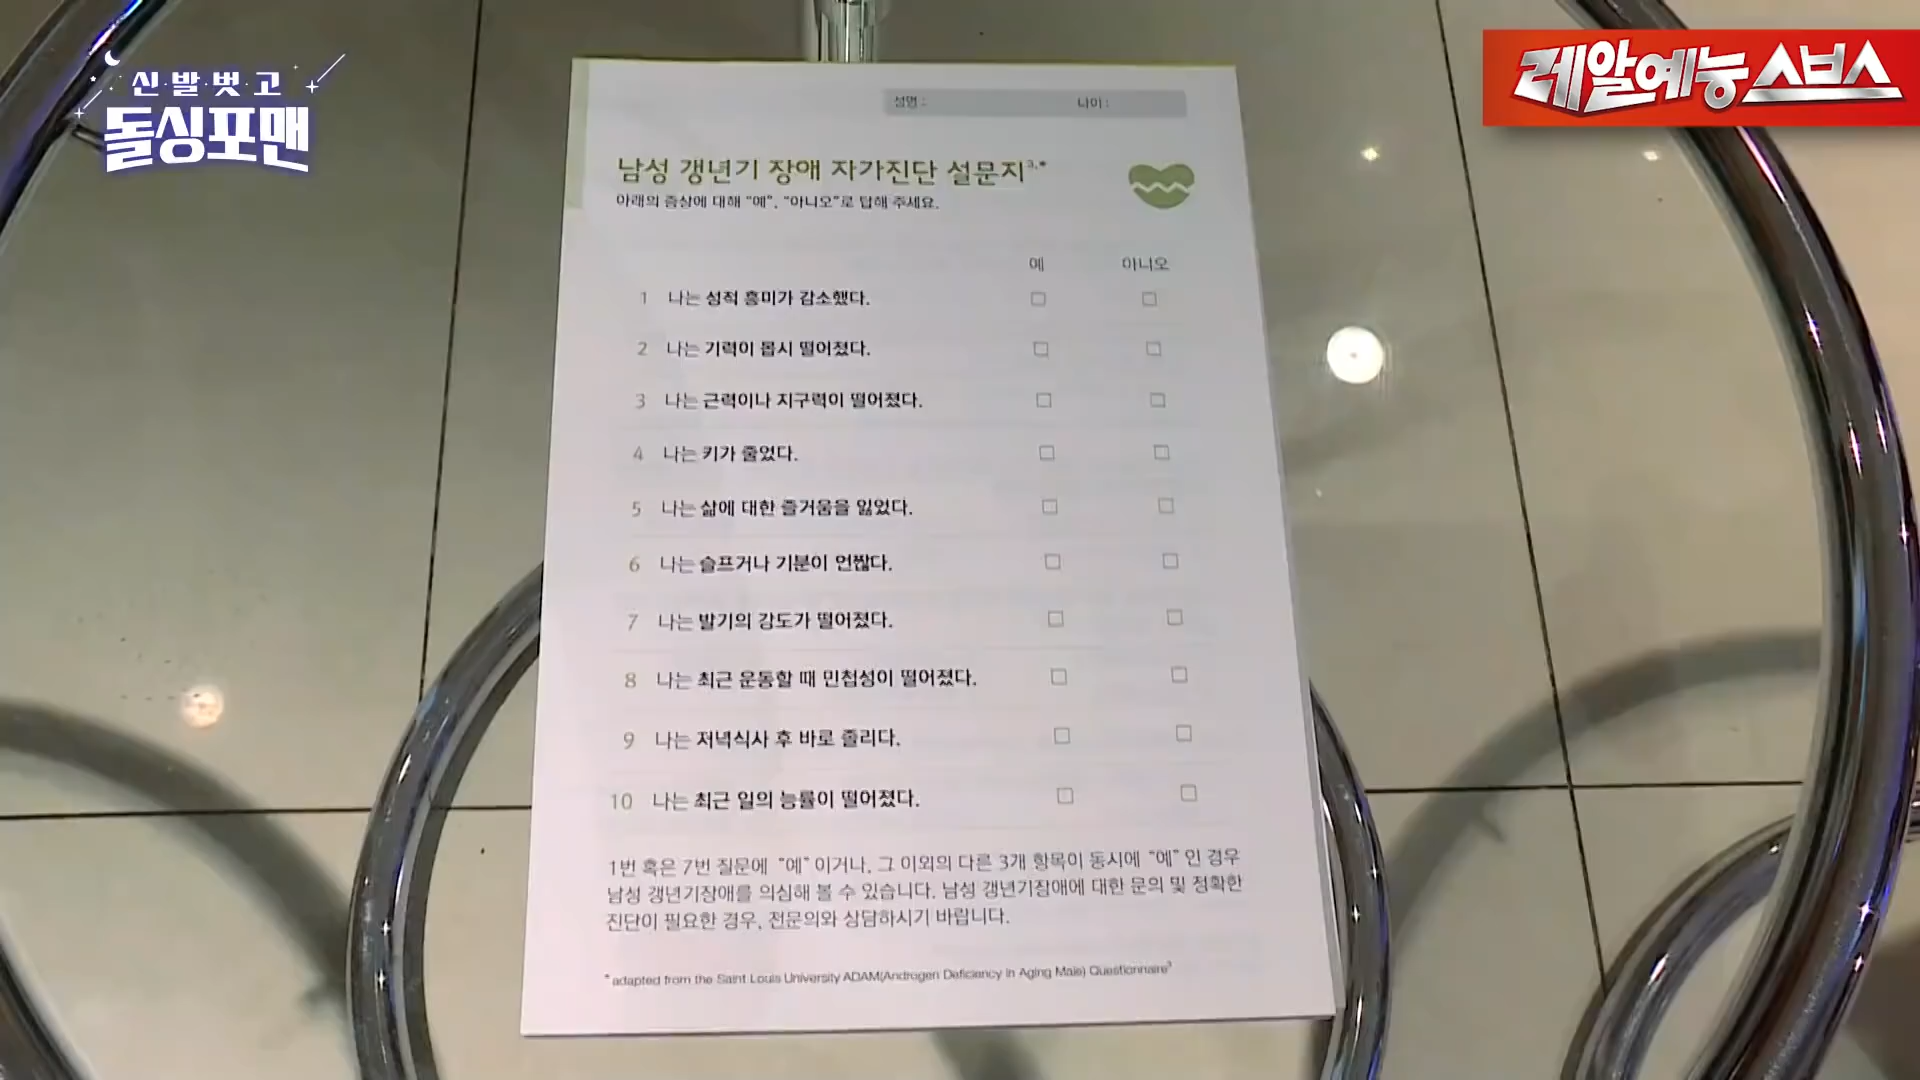 신발벗고
돌싱포맨
레알예능 스브스
성명 : 나이 :
남성 갱년기 장애 자가진단 설문지3,*
아래의 증상에 대해 "예", "아니오"로 답해 주세요.
예 아니오
1 나는 성적 흥미가 감소했다. □ □
2 나는 기력이 몹시 떨어졌다. □ □
3 나는 근력이나 지구력이 떨어졌다. □ □
4 나는 키가 줄었다. □ □
5 나는 삶에 대한 즐거움을 잃었다. □ □
6 나는 슬프거나 기분이 언짢다. □ □
7 나는 발기의 강도가 떨어졌다. □ □
8 나는 최근 운동할 때 민첩성이 떨어졌다. □ □
9 나는 저녁식사 후 바로 졸리다. □ □
10 나는 최근 일의 능률이 떨어졌다. □ □
1번 혹은 7번 질문에 "예" 이거나, 그 이외의 다른 3개 항목이 동시에 "예" 인 경우
남성 갱년기장애를 의심해 볼 수 있습니다. 남성 갱년기장애에 대한 문의 및 정확한
진단이 필요한 경우, 전문의와 상담하시기 바랍니다.
* adapted from the Saint Louis University ADAM(Androgen Deficiency in Aging Male) Questionnaire3